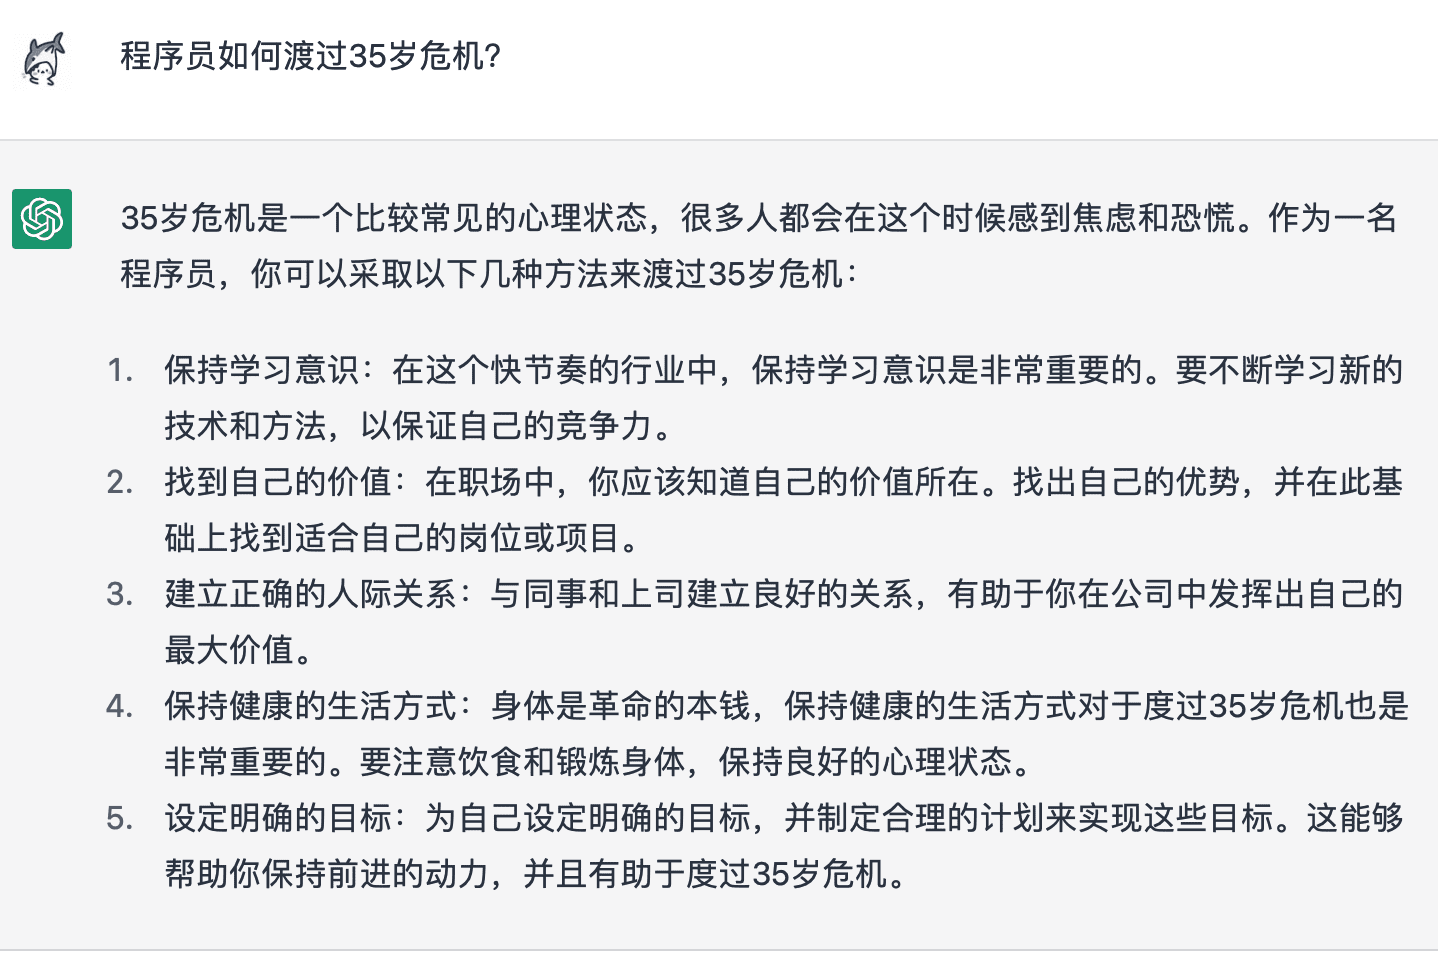 程序员如何渡过35岁危机?
35岁危机是一个比较常见的心理状态，很多人都会在这个时候感到焦虑和恐慌。作为一名
程序员，你可以采取以下几种方法来渡过35岁危机：
1. 保持学习意识：在这个快节奏的行业中，保持学习意识是非常重要的。要不断学习新的
技术和方法，以保证自己的竞争力。
2. 找到自己的价值：在职场中，你应该知道自己的价值所在。找出自己的优势，并在此基
础上找到适合自己的岗位或项目。
3. 建立正确的人际关系：与同事和上司建立良好的关系，有助于你在公司中发挥出自己的
最大价值。
4. 保持健康的生活方式：身体是革命的本钱，保持健康的生活方式对于度过35岁危机也是
非常重要的。要注意饮食和锻炼身体，保持良好的心理状态。
5. 设定明确的目标：为自己设定明确的目标，并制定合理的计划来实现这些目标。这能够
帮助你保持前进的动力，并且有助于度过35岁危机。